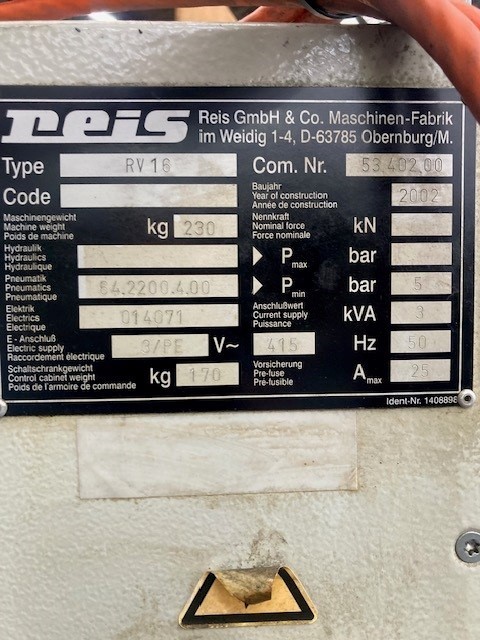 reis Reis GmbH & Co. Maschinen-Fabrik
im Weidig 1-4, D-63785 Obernburg/M.
Type RV16 Com. Nr. 53.402,00
Code
Baujahr
Year of construction 2002
Année de construction
Maschinengewicht
Machine weight kg 230
Poids de machine
Nennkraft
Nominal force kN
Force nominale
Hydraulik
Hydraulics
Hydraulique
Pmax bar
Pneumatik
Pneumatics 54.2200.4.00
Pneumatique
Pmin bar 5
Elektrik
Electrics 014071
Electrique
Anschlußwert
Current supply kVA 3
Puissance
E - Anschluß
Electric supply 3/PE V~ 415 Hz 50
Raccordement électrique
Schaltschrankgewicht
Control cabinet weight kg 170
Poids de l'armoire de commande
Vorsicherung
Pre-fuse Amax 25
Pré-fusible
Ident-Nr. 1408898